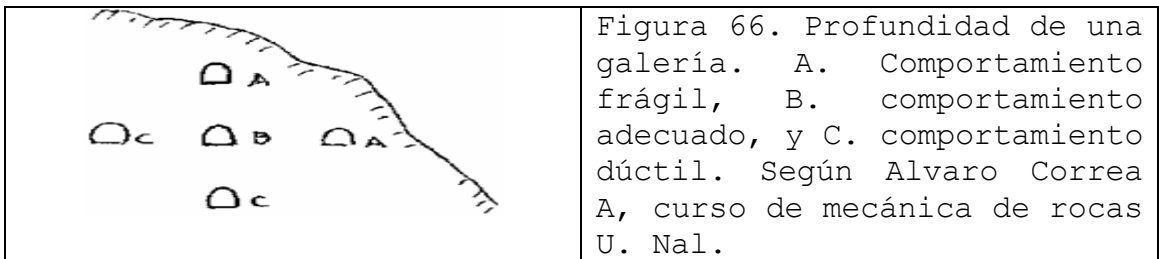 A
C B A
C
Figura 66. Profundidad de una
galería. A. Comportamiento
frágil, B. comportamiento
adecuado, y C. comportamiento
dúctil. Según Alvaro Correa
A, curso de mecánica de rocas
U. Nal.